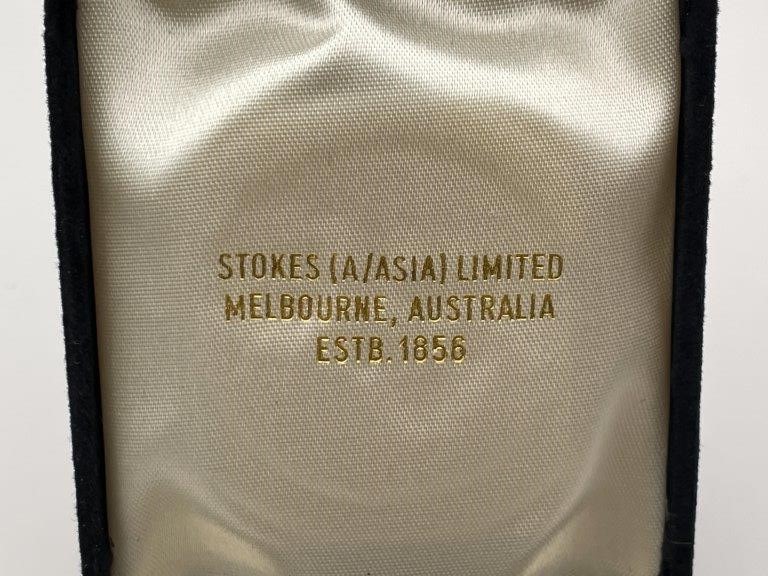 STOKES (A/ASIA) LIMITED
MELBOURNE, AUSTRALIA
ESTB. 1856